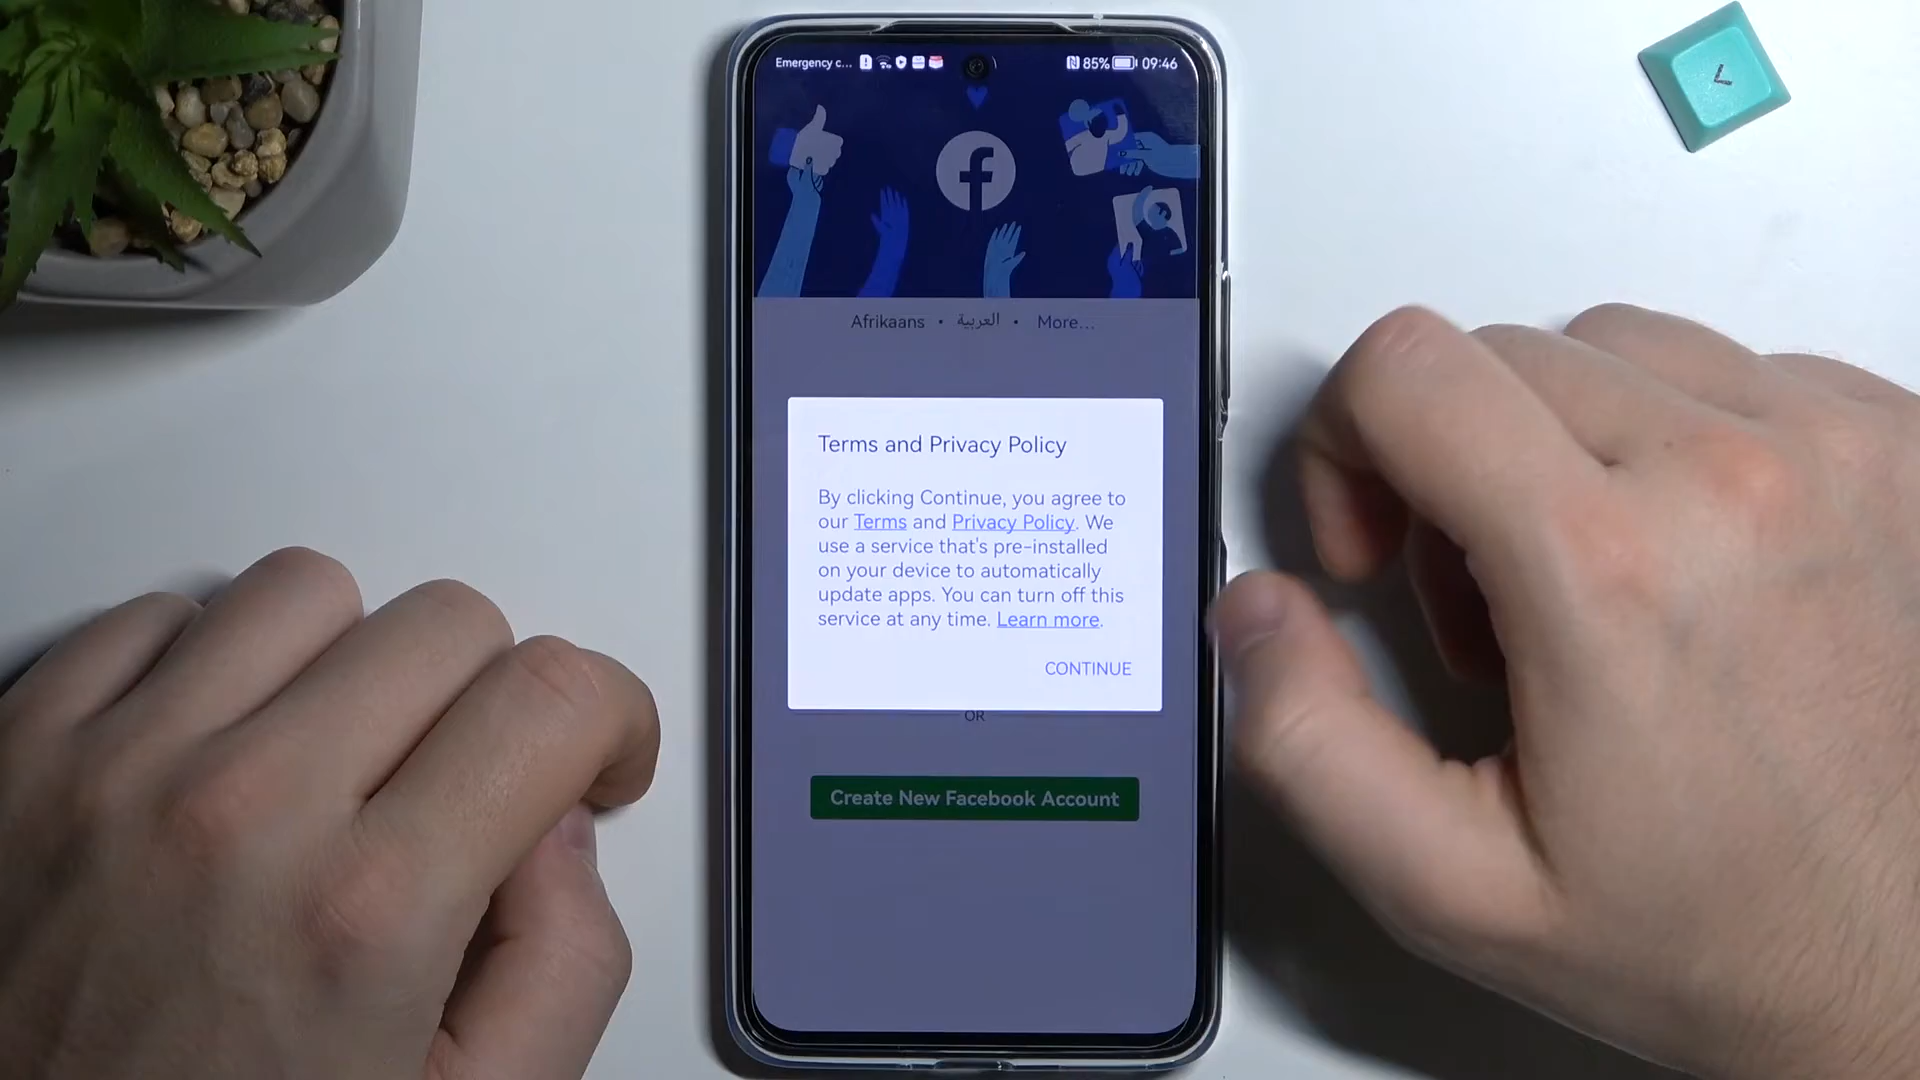 Emergency c... 85% 09:46
Afrikaans • العربية • More...
Terms and Privacy Policy
By clicking Continue, you agree to
our Terms and Privacy Policy. We
use a service that's pre-installed
on your device to automatically
update apps. You can turn off this
service at any time. Learn more.
CONTINUE
OR
Create New Facebook Account